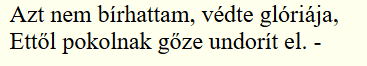 Azt nem bírhattam, védte glóriája,
Ettől pokolnak gőze undorít el. -